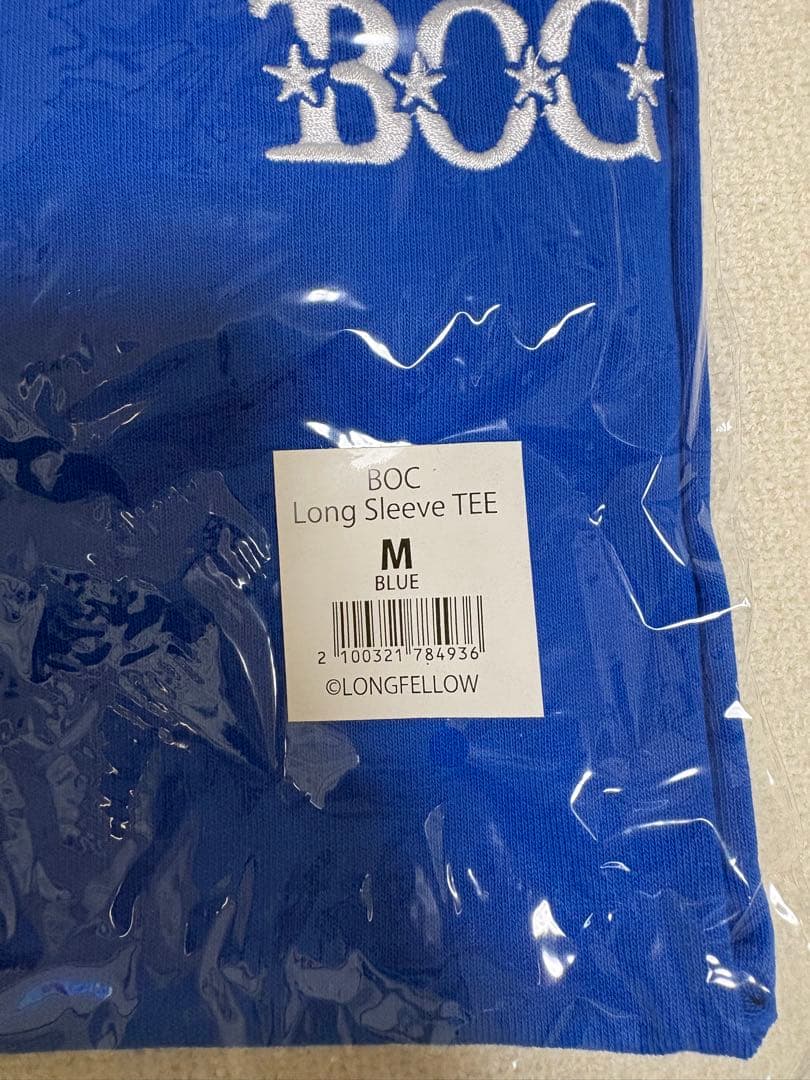 BOC
BOC
Long Sleeve TEE
M
BLUE
2 100321 784936
©LONGFELLOW